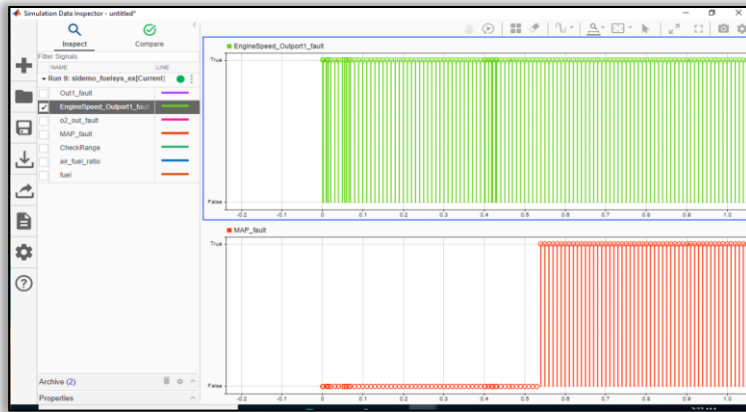 Simulation Data Inspector - untitled*
Inspect
Compare
Filter Signals
NAME
LINE
Run 9: sldemo_fuelsys_ex[Current]
Out1_fault
EngineSpeed_Outport1_fault
o2_out_fault
MAP_fault
CheckRange
air_fuel_ratio
fuel
Archive (2)
Properties
EngineSpeed_Outport1_fault
True
False
-0.2 -0.1 0 0.1 0.2 0.3 0.4 0.5 0.6 0.7 0.8 0.9 1.0
MAP_fault
True
False
-0.2 -0.1 0 0.1 0.2 0.3 0.4 0.5 0.6 0.7 0.8 0.9 1.0